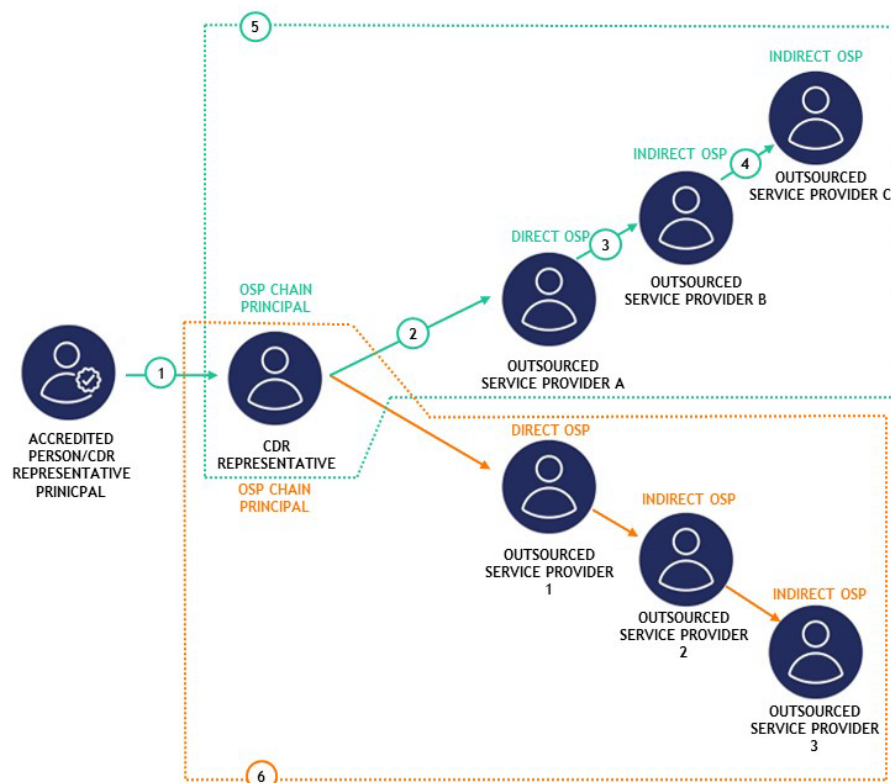 5
INDIRECT OSP
OUTSOURCED
SERVICE PROVIDER C
4
INDIRECT OSP
OUTSOURCED
SERVICE PROVIDER B
3
DIRECT OSP
OUTSOURCED
SERVICE PROVIDER A
2
OSP CHAIN
PRINCIPAL
1
ACCREDITED
PERSON/CDR
REPRESENTATIVE
PRINICPAL
CDR
REPRESENTATIVE
OSP CHAIN
PRINCIPAL
DIRECT OSP
OUTSOURCED
SERVICE PROVIDER
1
INDIRECT OSP
OUTSOURCED
SERVICE PROVIDER
2
INDIRECT OSP
OUTSOURCED
SERVICE PROVIDER
3
6